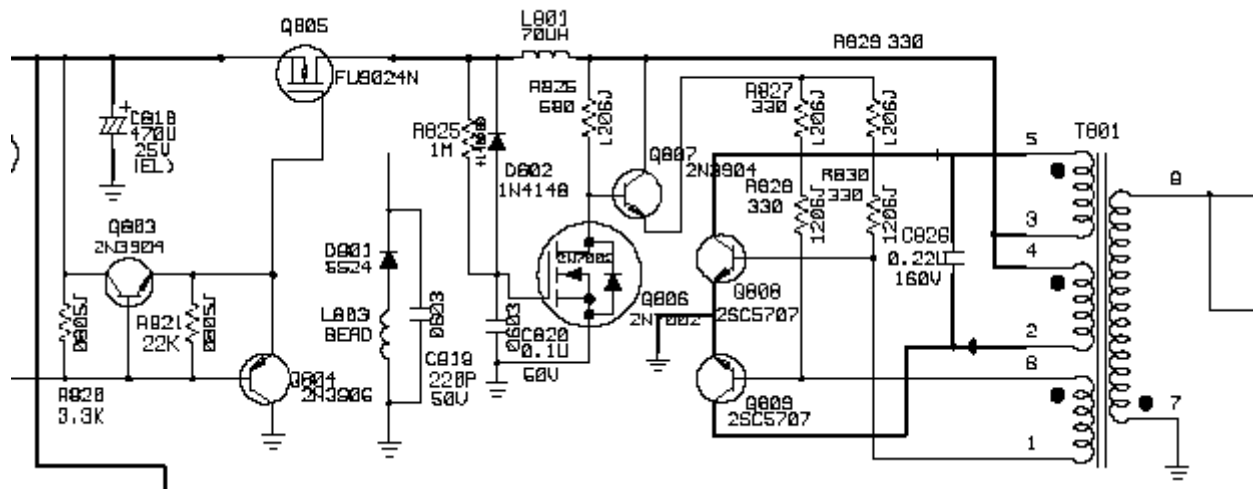 Q805
FU9024N
L801
70UH
R829 330
R826
680
1206J
R827
330
1206J
1206J
C818
470U
25V
(EL)
R825
1M
D802
1N4148
Q807
2N3904
T801
5
R828
330
1206J
R830
330
1206J
3
8
Q803
2N3904
0805J
R821
22K
0805J
D801
SS24
L803
BEAD
0603
C819
220P
50V
0603
C820
0.1U
50V
2N7002
Q806
2N7002
Q808
2SC5707
C826
0.22U
160V
4
2
6
7
1
Q804
2N3906
R820
3.3K
Q809
2SC5707